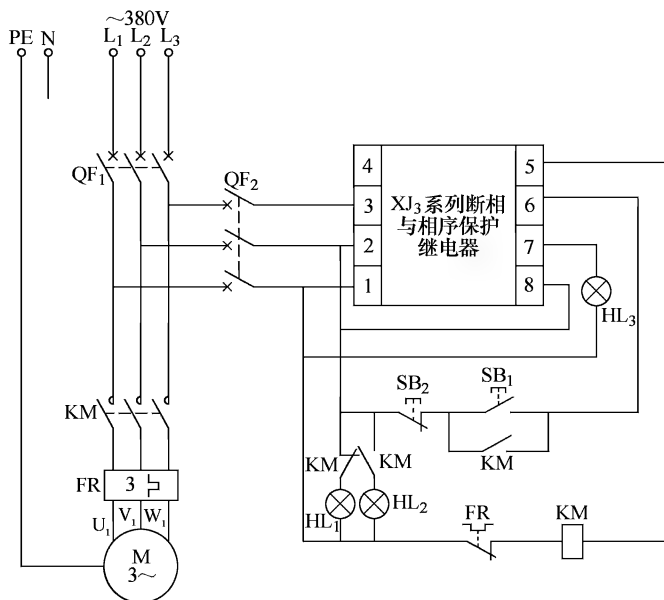 ~380V
PE N L₁ L₂ L₃
QF₁
QF₂
4
3
2
1
XJ₃系列断相
与相序保护
继电器
5
6
7
8
HL₃
SB₂
SB₁
KM
KM
KM
KM
HL₁
HL₂
FR 3
U₁ V₁ W₁
M
3~
FR
KM